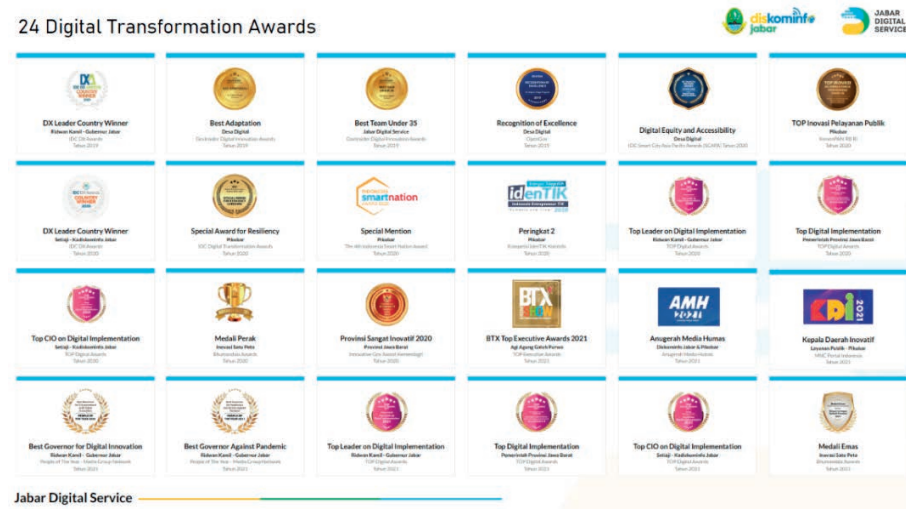 24 Digital Transformation Awards
diskominfo
jabar
JABAR
DIGITAL
SERVICE
DX Leader Country Winner
Ridwan Kamil - Gubernur Jabar
IDC DX Awards
Tahun 2019
Best Adaptation
Desa Digital
Tahun 2019
Best Team Under 35
Jabar Digital Service
Tahun 2019
Recognition of Excellence
Desa Digital
Tahun 2019
Digital Equity and Accessibility
Desa Digital
IDC Smart City Asia Pacific Awards (SCAPA) Tahun 2020
TOP Inovasi Pelayanan Publik
Pikobar
Tahun 2020
DX Leader Country Winner
Setiaji - Kadiskominfo Jabar
IDC DX Awards
Tahun 2020
Special Award for Resiliency
Pikobar
IDC Digital Transformation Awards
Tahun 2020
smartnation
Special Mention
Pikobar
Tahun 2020
idenTIK
2020
Peringkat 2
Pikobar
Tahun 2020
Top Leader on Digital Implementation
Ridwan Kamil - Gubernur Jabar
TOP Digital Awards
Tahun 2020
Top Digital Implementation
Pemerintah Provinsi Jawa Barat
TOP Digital Awards
Tahun 2020
Top CIO on Digital Implementation
Setiaji - Kadiskominfo Jabar
TOP Digital Awards
Tahun 2020
Medali Perak
Inovasi Satu Peta
Bhumandala Awards
Tahun 2020
Provinsi Sangat Inovatif 2020
Provinsi Jawa Barat
Tahun 2020
BTX
BTX Top Executive Awards 2021
TOP Executive Awards
Tahun 2021
AMH
2021
Anugerah Media Humas
Diskominfo Jabar & Pikobar
Anugerah Media Humas
Tahun 2021
KDI
2021
Kepala Daerah Inovatif
Layanan Publik - Pikobar
MNC Portal Indonesia
Tahun 2021
Best Governor for Digital Innovation
Ridwan Kamil - Gubernur Jabar
People of The Year - Media Group Network
Tahun 2021
Best Governor Against Pandemic
Ridwan Kamil - Gubernur Jabar
People of The Year - Media Group Network
Tahun 2021
Top Leader on Digital Implementation
Ridwan Kamil - Gubernur Jabar
TOP Digital Awards
Tahun 2021
Top Digital Implementation
Pemerintah Provinsi Jawa Barat
TOP Digital Awards
Tahun 2021
Top CIO on Digital Implementation
Setiaji - Kadiskominfo Jabar
TOP Digital Awards
Tahun 2021
Medali Emas
Inovasi Satu Peta
Bhumandala Awards
Tahun 2021
Jabar Digital Service